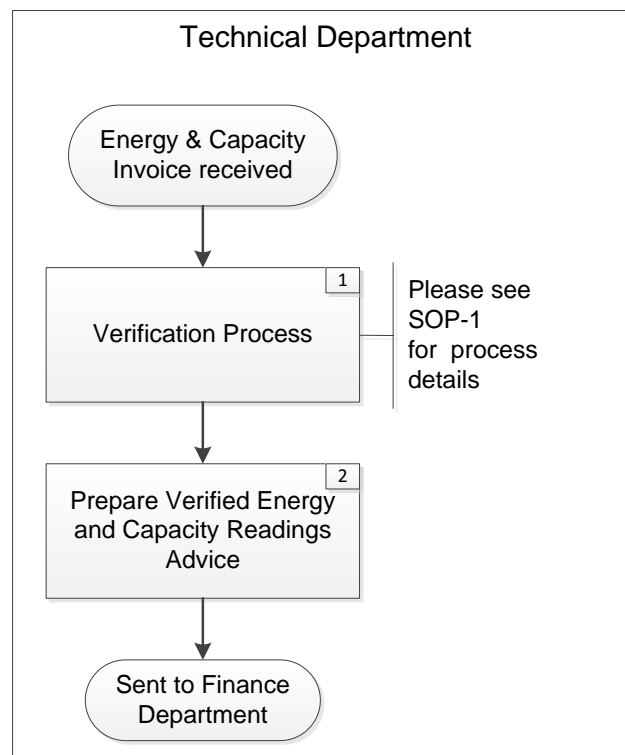 Technical Department
Energy & Capacity
Invoice received
1
Verification Process
Please see
SOP-1
for process
details
2
Prepare Verified Energy
and Capacity Readings
Advice
Sent to Finance
Department